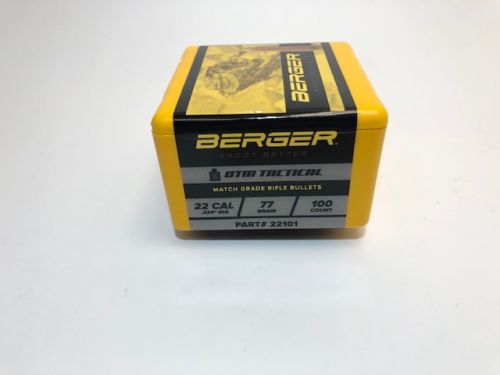 BERGER
BERGER®
SHOOT BETTER
OTM TACTICAL
MATCH GRADE RIFLE BULLETS
22 CAL
.224" DIA
77
GRAIN
100
COUNT
PART# 22101